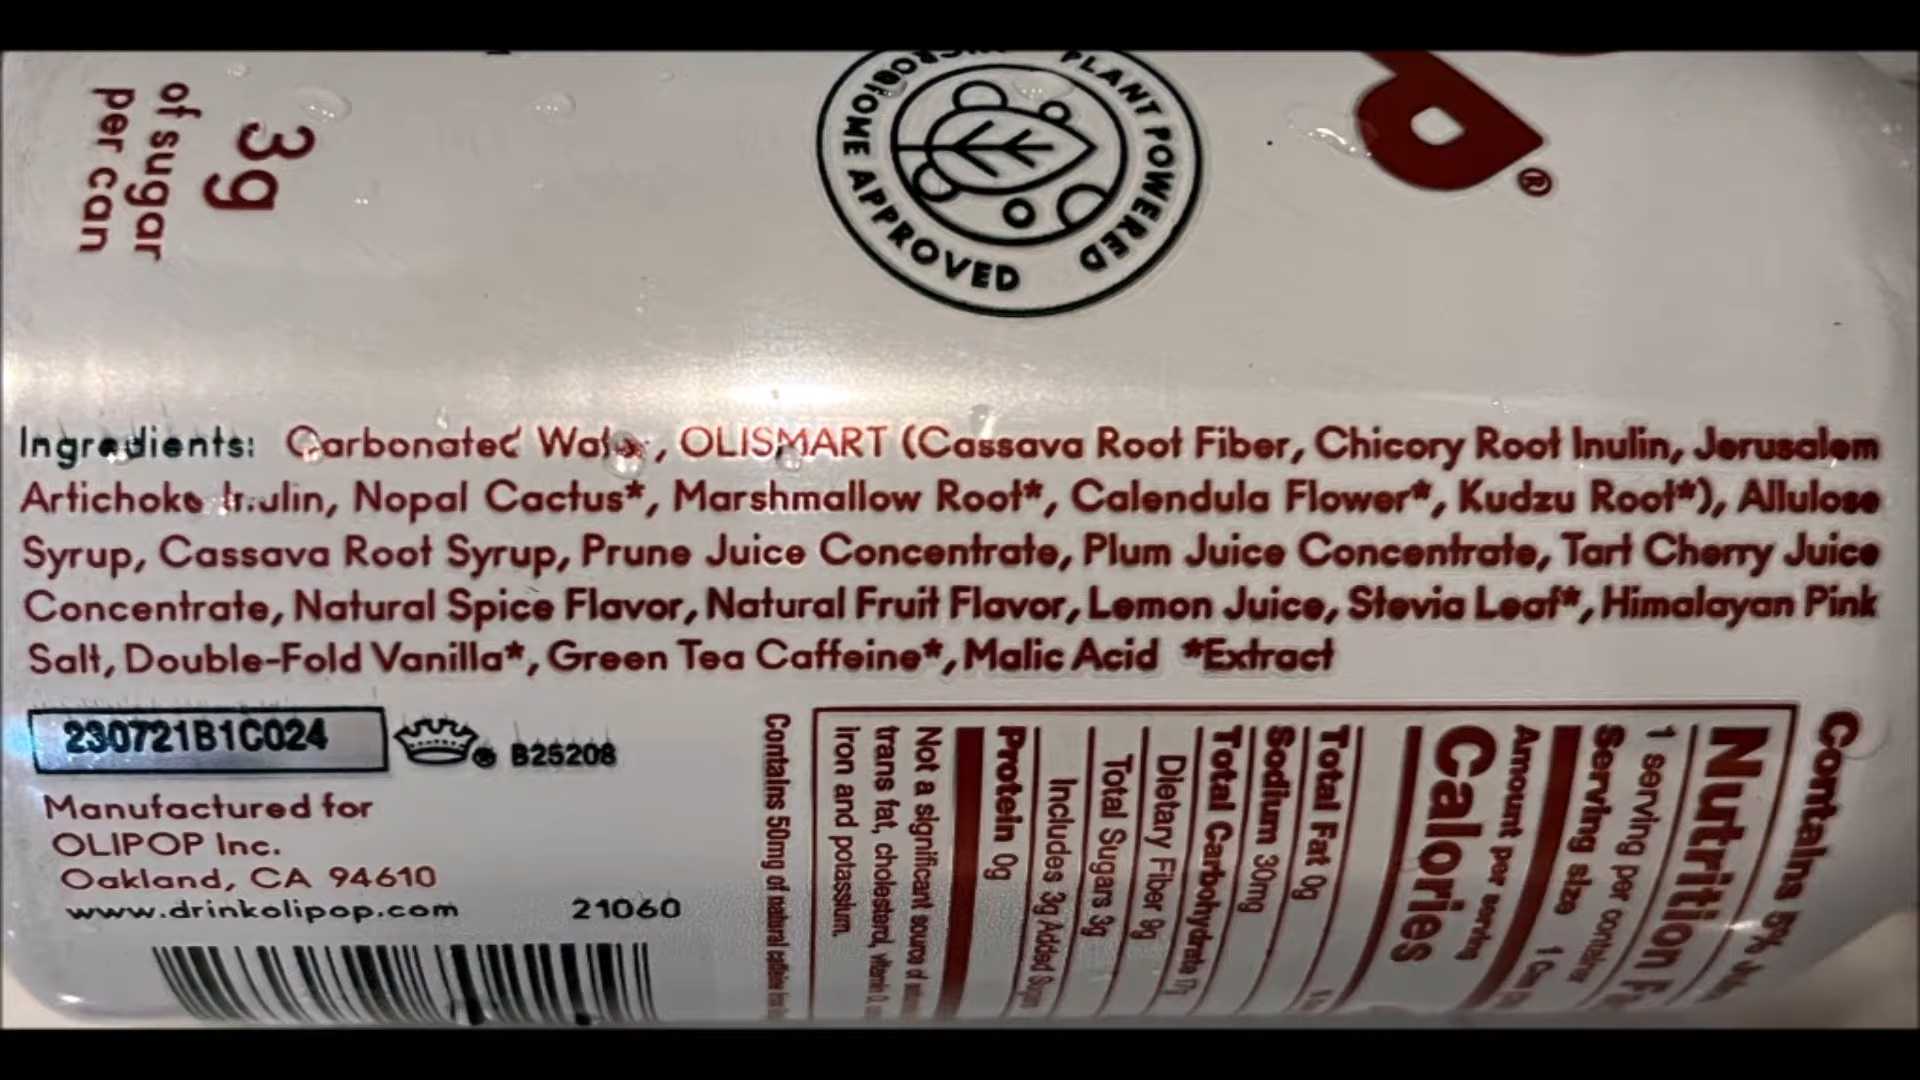 3g
of sugar
per can
PLANT POWERED
APPROVED
p®
Ingredients: Carbonated Water, OLISMART (Cassava Root Fiber, Chicory Root Inulin, Jerusalem
Artichoke Inulin, Nopal Cactus*, Marshmallow Root*, Calendula Flower*, Kudzu Root*), Allulose
Syrup, Cassava Root Syrup, Prune Juice Concentrate, Plum Juice Concentrate, Tart Cherry Juice
Concentrate, Natural Spice Flavor, Natural Fruit Flavor, Lemon Juice, Stevia Leaf*, Himalayan Pink
Salt, Double-Fold Vanilla*, Green Tea Caffeine*, Malic Acid *Extract
230721B1C024
® B25208
Manufactured for
OLIPOP Inc.
Oakland, CA 94610
www.drinkolipop.com
21060
Contains 5%
Nutrition
1 serving per container
Serving size 1 Can
Amount per serving
Calories
Total Fat 0g
Sodium 30mg
Total Carbohydrate
Dietary Fiber 9g
Total Sugars 3g
Includes 3g Added Sugars
Protein 0g
Not a significant source of
trans fat, cholesterol, vitamin D,
iron and potassium.
Contains 50mg of natural caffeine